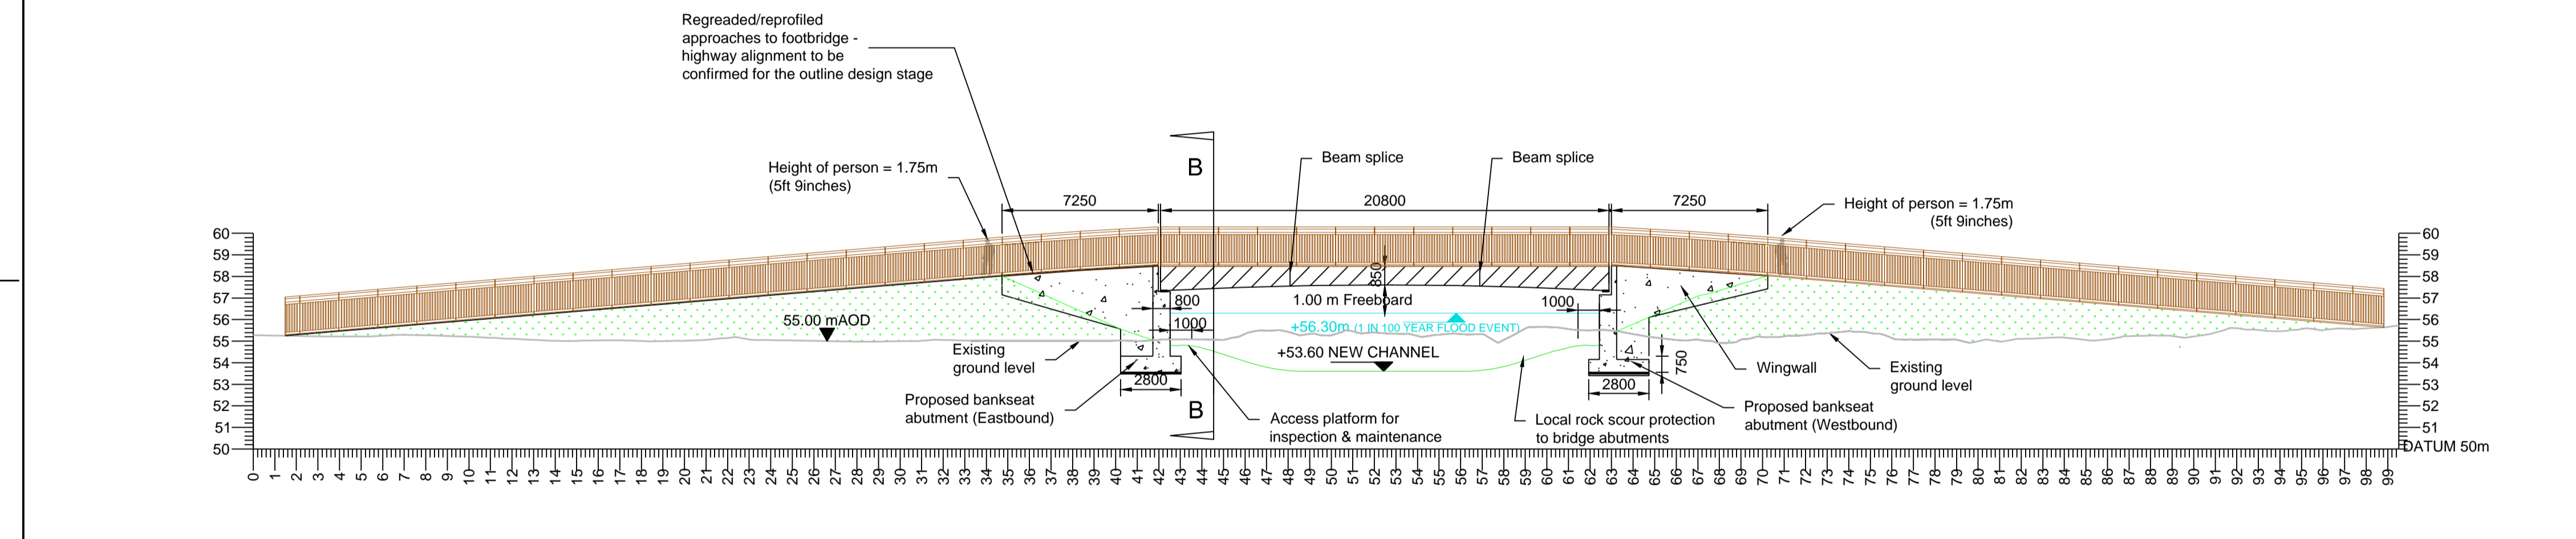 Regreaded/reprofiled
approaches to footbridge -
highway alignment to be
confirmed for the outline design stage
Height of person = 1.75m
(5ft 9inches)
B
Beam splice
Beam splice
7250
20800
7250
Height of person = 1.75m
(5ft 9inches)
60
59
58
57
56
55
54
53
52
51
50
850
800
1.00 m Freeboard
1000
55.00 mAOD
1000
+56.30m (1 IN 100 YEAR FLOOD EVENT)
+53.60 NEW CHANNEL
Existing
ground level
2800
750
2800
Wingwall
Existing
ground level
Proposed bankseat
abutment (Eastbound)
B
Access platform for
inspection & maintenance
Local rock scour protection
to bridge abutments
Proposed bankseat
abutment (Westbound)
60
59
58
57
56
55
54
53
52
51
DATUM 50m
0 1 2 3 4 5 6 7 8 9 10 11 12 13 14 15 16 17 18 19 20 21 22 23 24 25 26 27 28 29 30 31 32 33 34 35 36 37 38 39 40 41 42 43 44 45 46 47 48 49 50 51 52 53 54 55 56 57 58 59 60 61 62 63 64 65 66 67 68 69 70 71 72 73 74 75 76 77 78 79 80 81 82 83 84 85 86 87 88 89 90 91 92 93 94 95 96 97 98 99